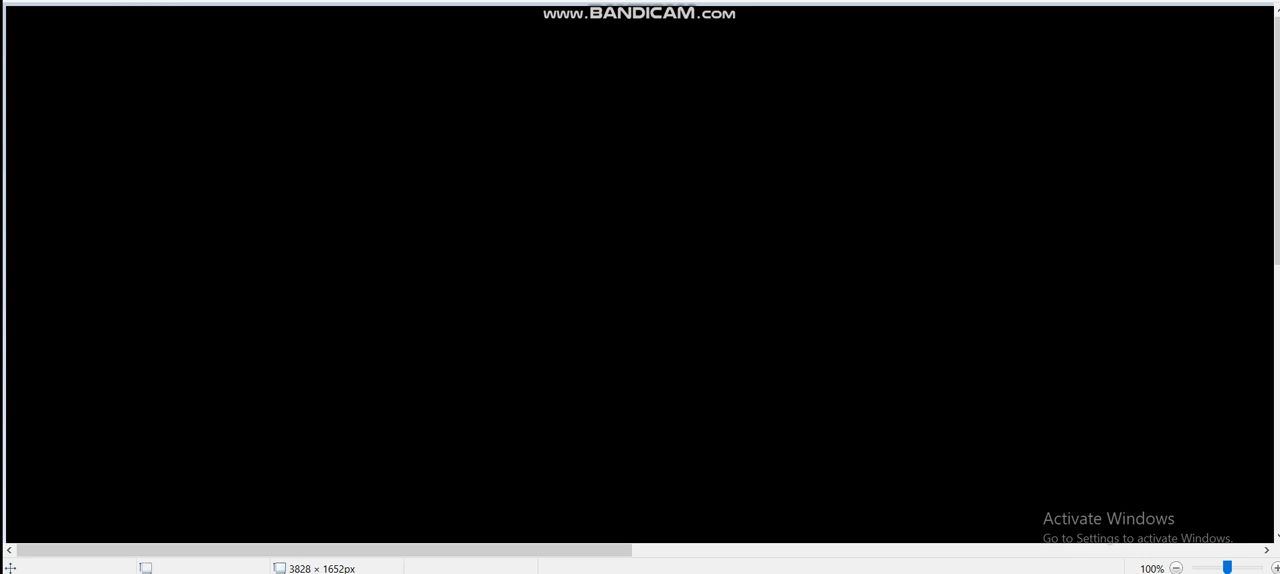 www.BANDICAM.COM
Activate Windows
Go to Settings to activate Windows.
3828 × 1652px
100%